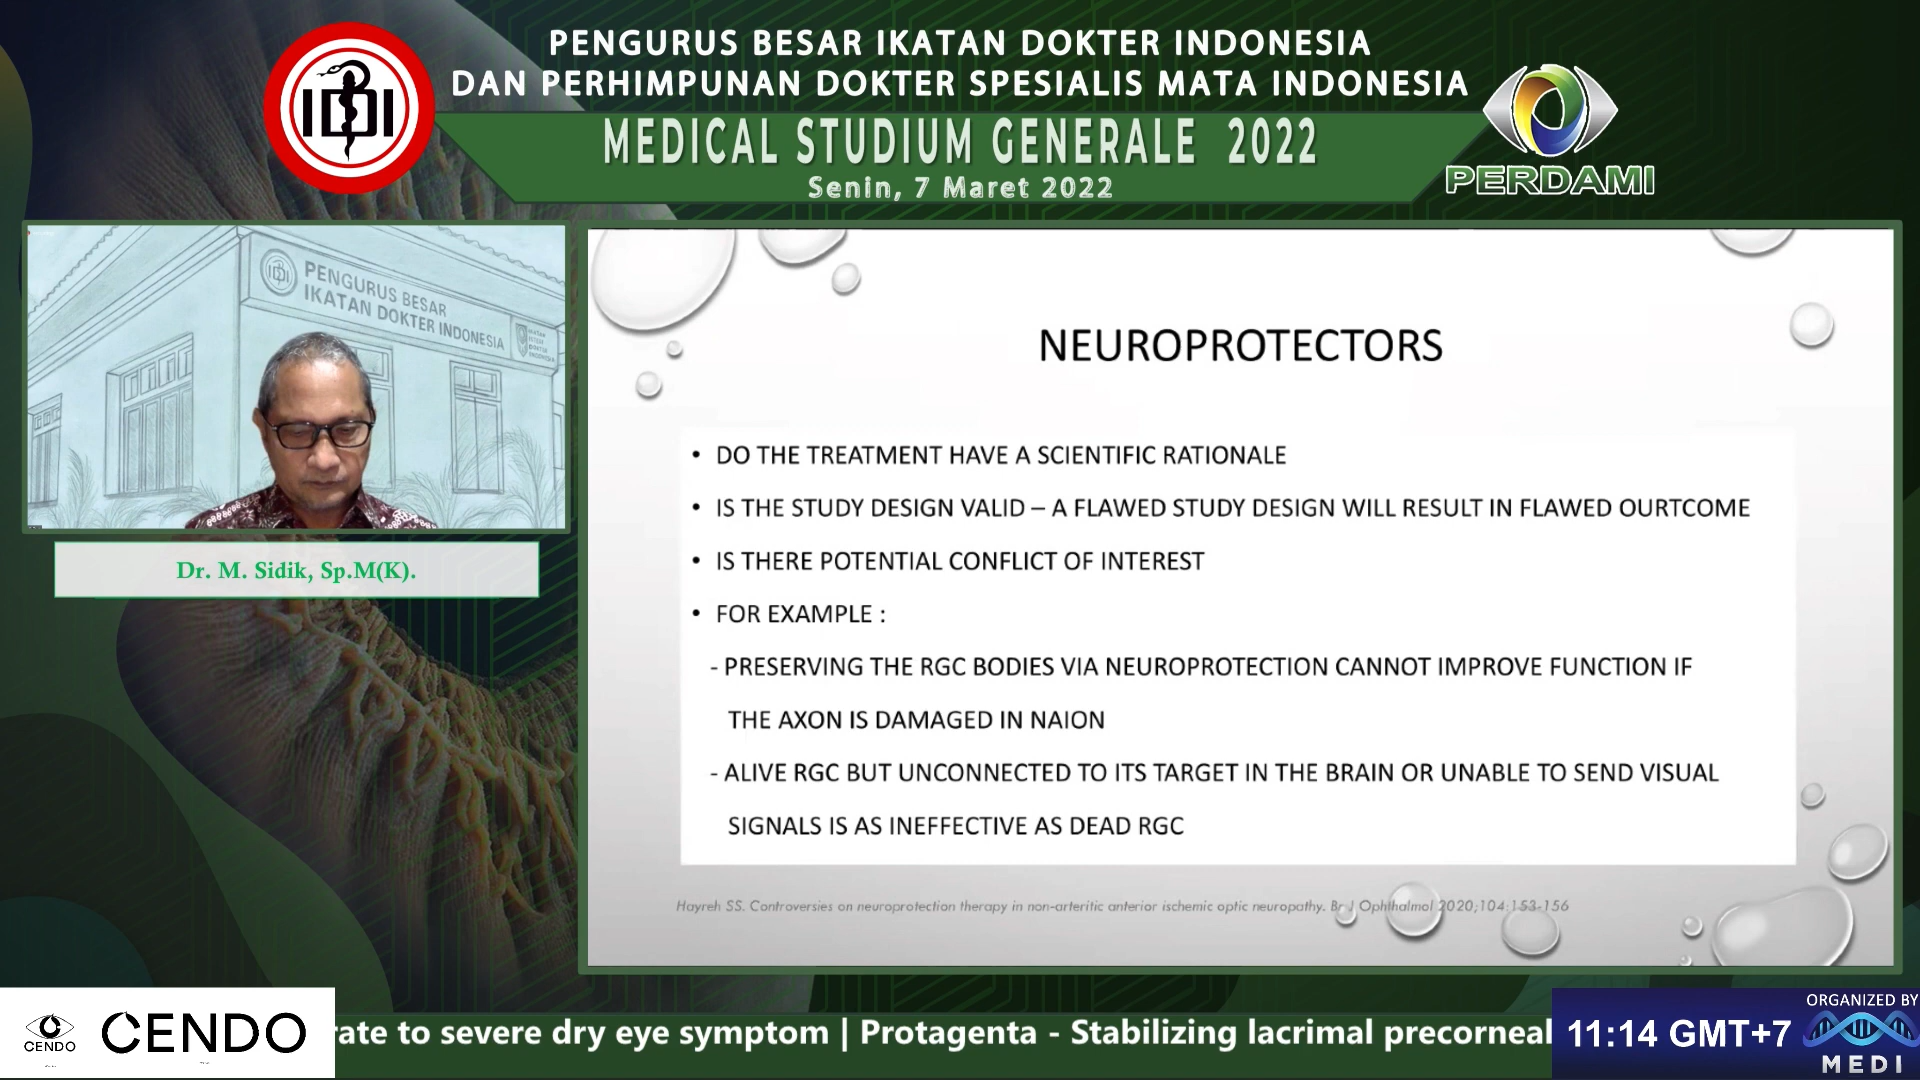 PENGURUS BESAR IKATAN DOKTER INDONESIA
DAN PERHIMPUNAN DOKTER SPESIALIS MATA INDONESIA
IDI
MEDICAL STUDIUM GENERALE 2022
Senin, 7 Maret 2022
PERDAMI
IDI
PENGURUS BESAR
IKATAN DOKTER INDONESIA
Dr. M. Sidik, Sp.M(K).
NEUROPROTECTORS
• DO THE TREATMENT HAVE A SCIENTIFIC RATIONALE
• IS THE STUDY DESIGN VALID – A FLAWED STUDY DESIGN WILL RESULT IN FLAWED OURTCOME
• IS THERE POTENTIAL CONFLICT OF INTEREST
• FOR EXAMPLE :
- PRESERVING THE RGC BODIES VIA NEUROPROTECTION CANNOT IMPROVE FUNCTION IF
THE AXON IS DAMAGED IN NAION
- ALIVE RGC BUT UNCONNECTED TO ITS TARGET IN THE BRAIN OR UNABLE TO SEND VISUAL
SIGNALS IS AS INEFFECTIVE AS DEAD RGC
Hayreh SS. Controversies on neuroprotection therapy in non-arteritic anterior ischemic optic neuropathy. Br J Ophthalmol 2020;104:153-156
CENDO
CENDO
rate to severe dry eye symptom | Protagenta - Stabilizing lacrimal precorneal
11:14 GMT+7
ORGANIZED BY
MEDI